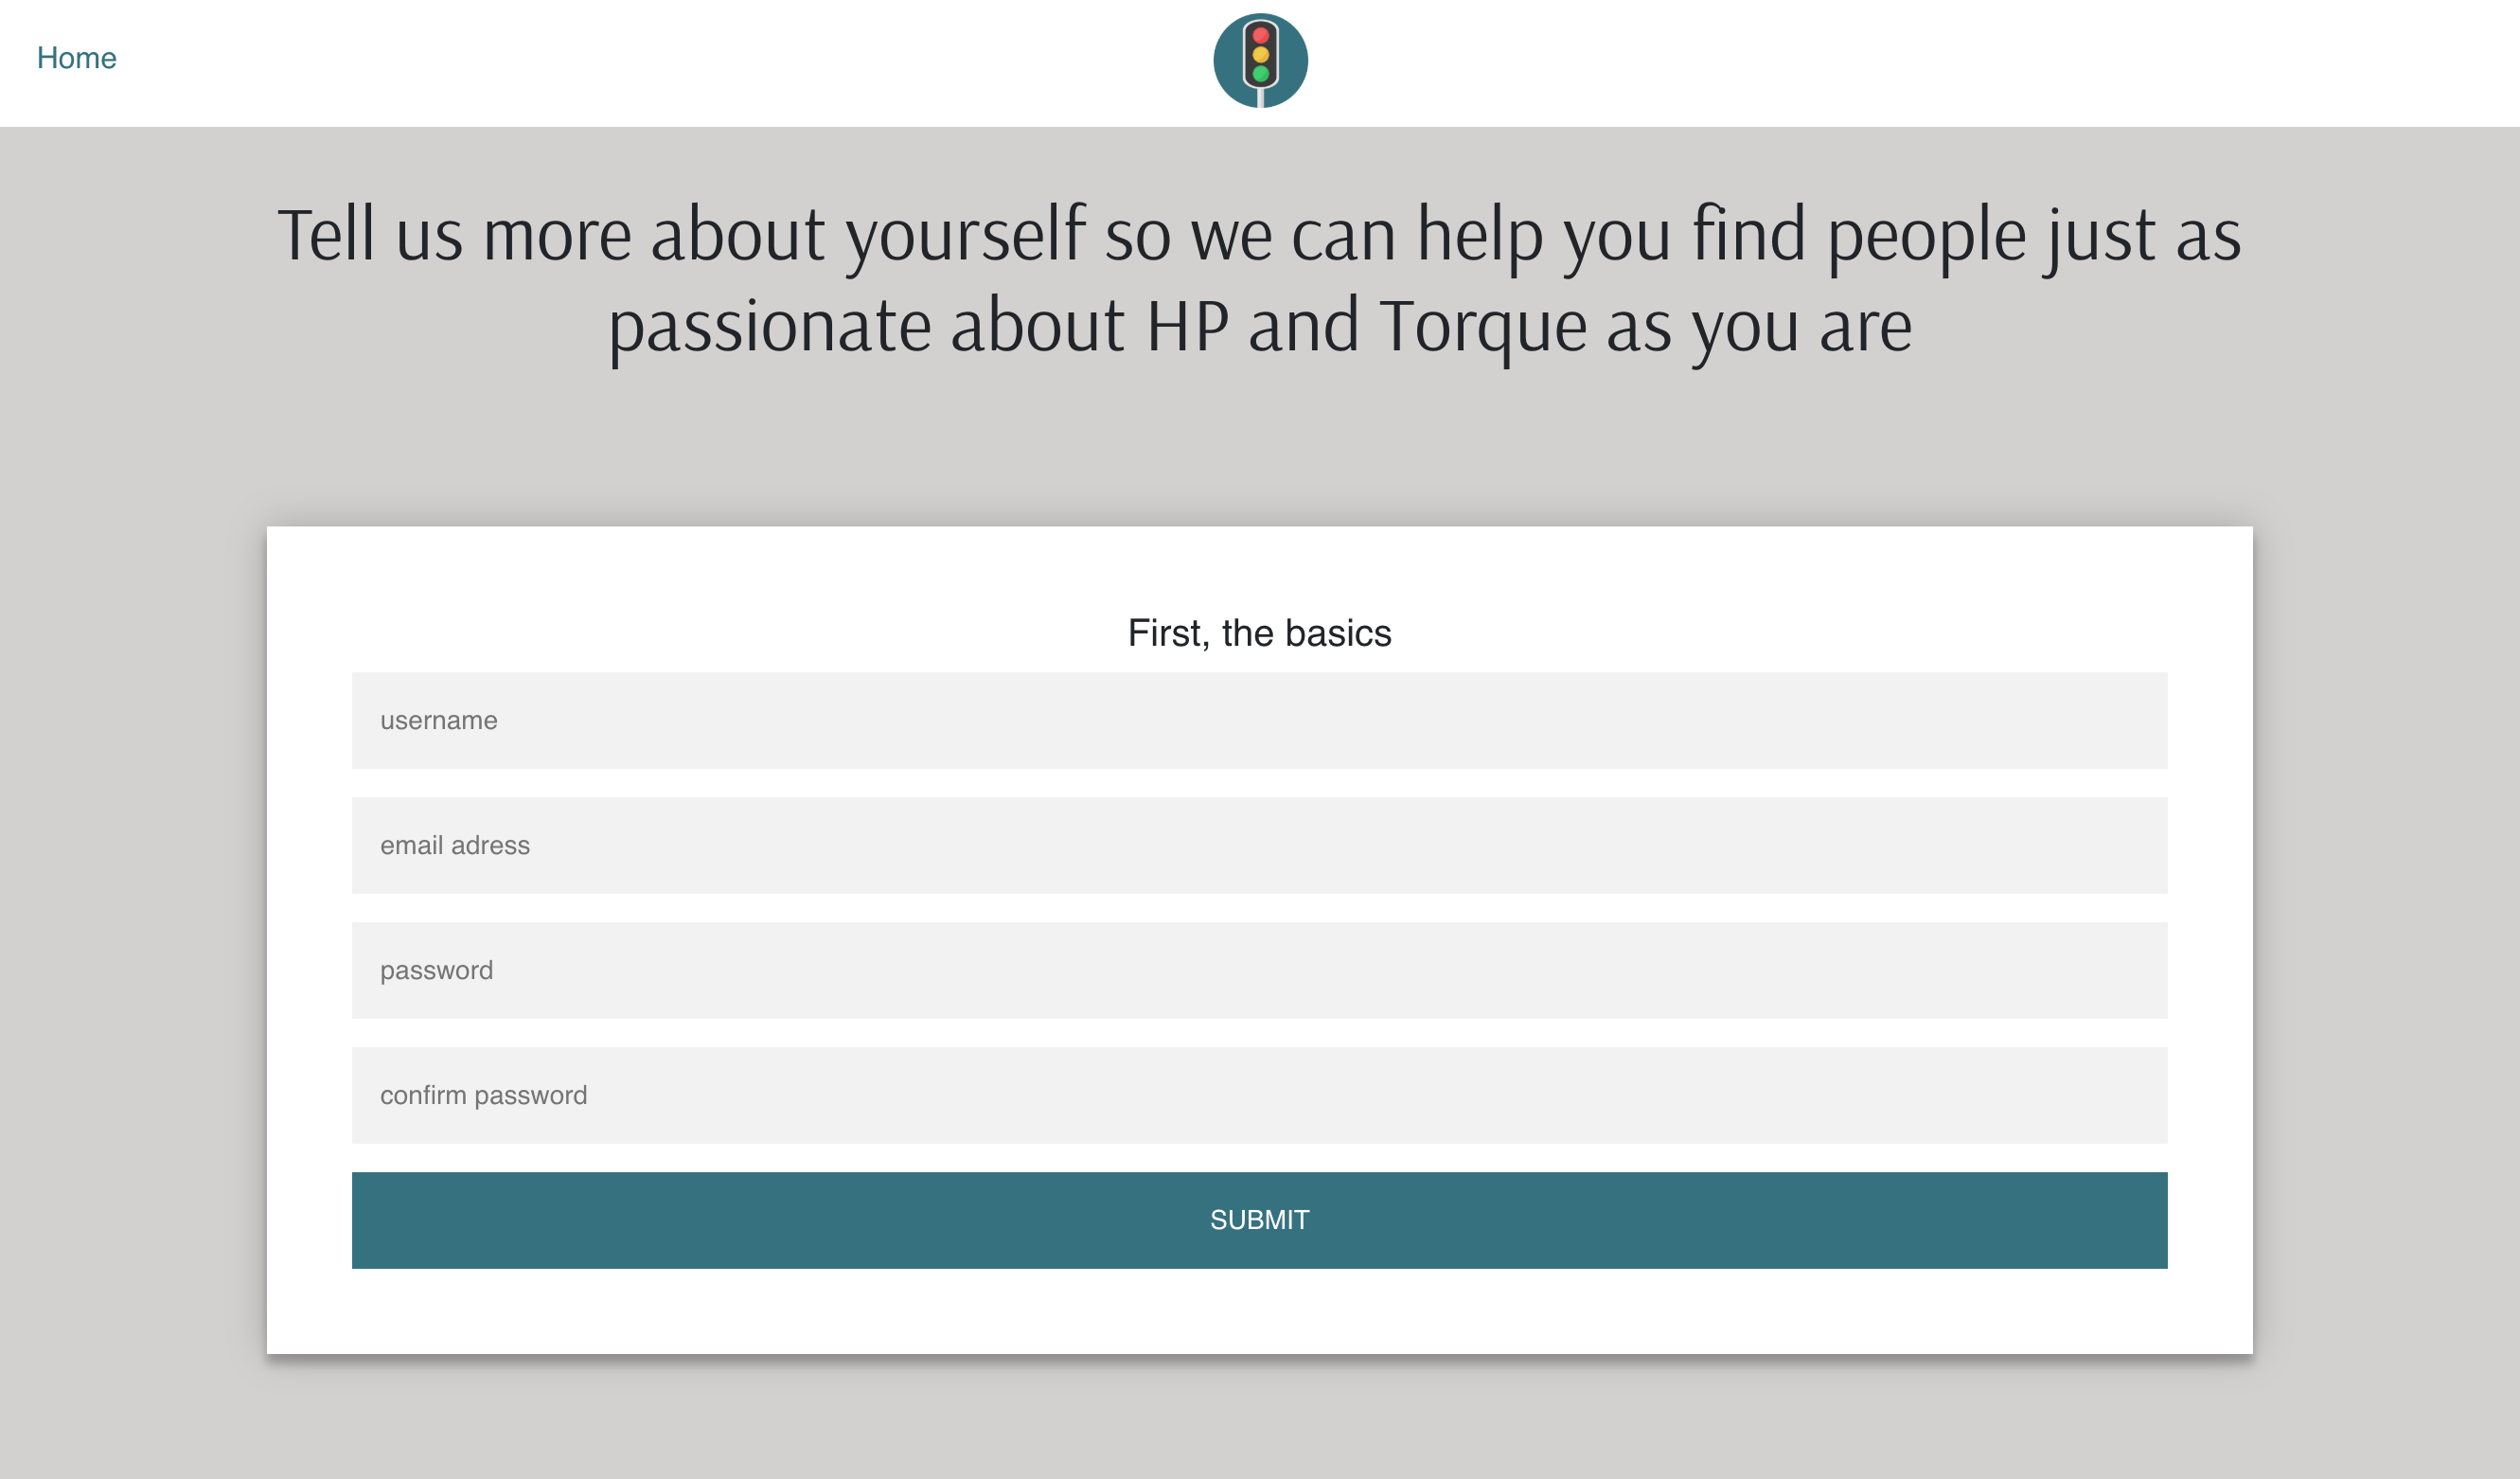 Home
Tell us more about yourself so we can help you find people just as
passionate about HP and Torque as you are
First, the basics
username
email adress
password
confirm password
SUBMIT